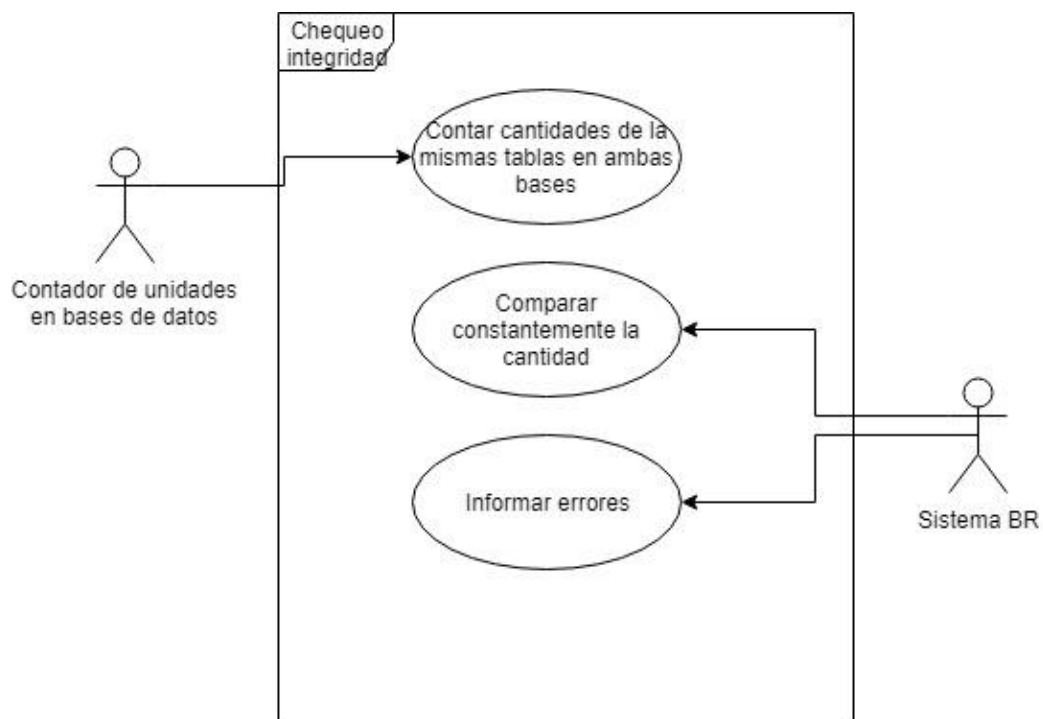 Chequeo
integridad
Contar cantidades de la
mismas tablas en ambas
bases
Contador de unidades
en bases de datos
Comparar
constantemente la
cantidad
Informar errores
Sistema BR